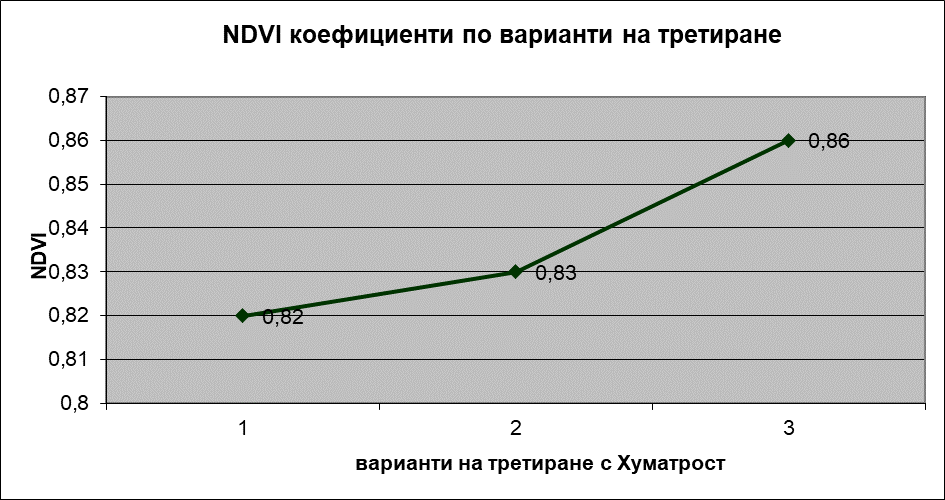 NDVI коефициенти по варианти на третиране
0,87
0,86
0,85
0,84
0,83
0,82
0,81
0,8
NDVI
0,82
0,83
0,86
1 2 3
варианти на третиране с Хуматрост